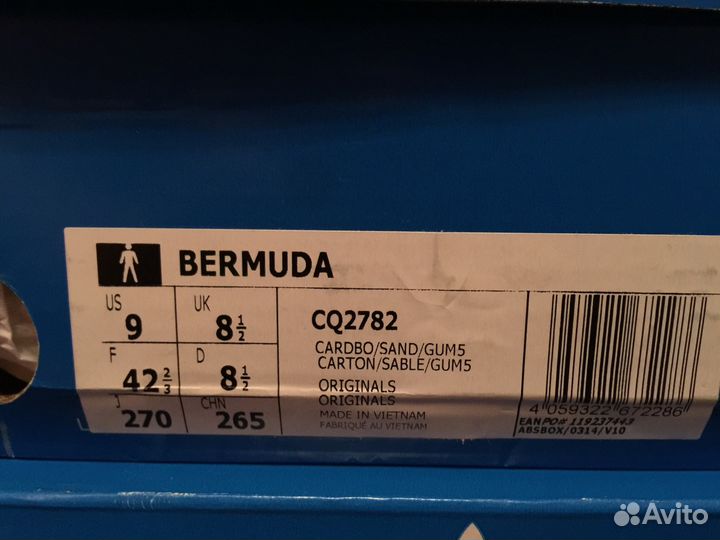 BERMUDA
US 9 UK 8 1/2
F 42 2/3 D 8 1/2
J 270 CHN 265
CQ2782
CARDBO/SAND/GUM5
CARTON/SABLE/GUM5
ORIGINALS
ORIGINALS
MADE IN VIETNAM
FABRIQUÉ AU VIETNAM
4 059322 672286
EAN PO# 119237443
ABSBOX/0314/V10
Avito